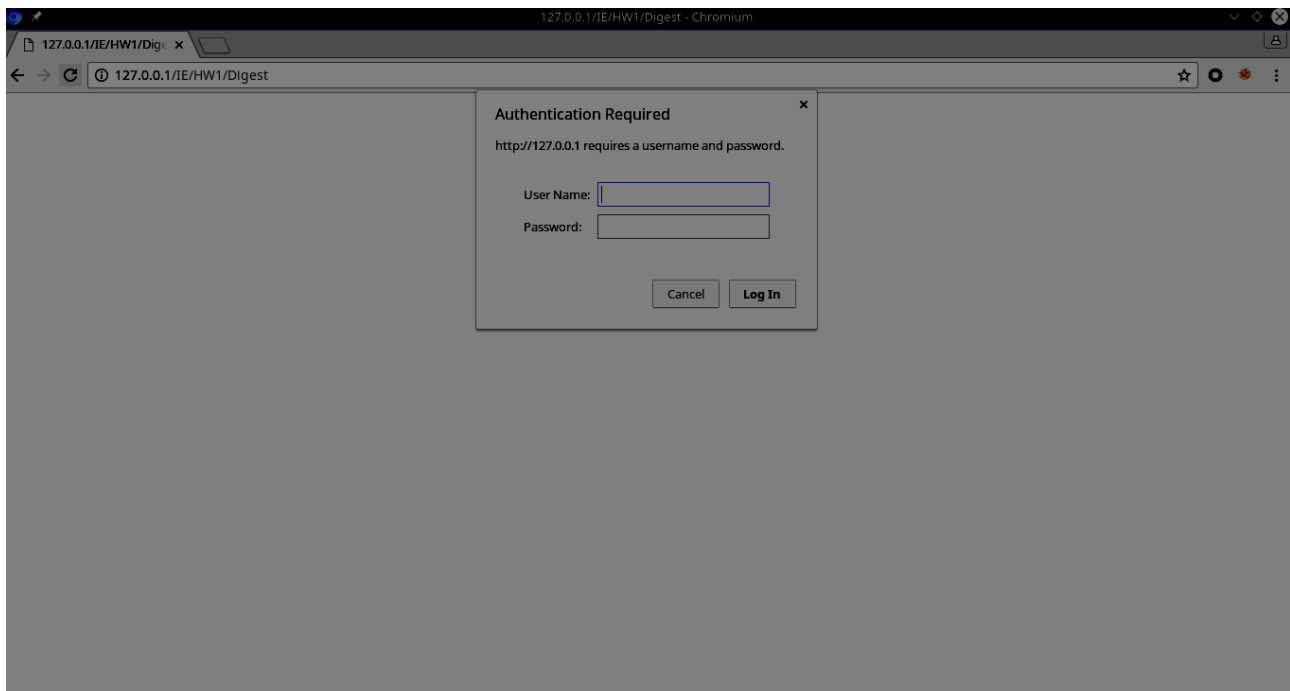 127.0.0.1/IE/HW1/Digest - Chromium
127.0.0.1/IE/HW1/Dige
127.0.0.1/IE/HW1/Digest
Authentication Required
http://127.0.0.1 requires a username and password.
User Name:
Password:
Cancel Log In